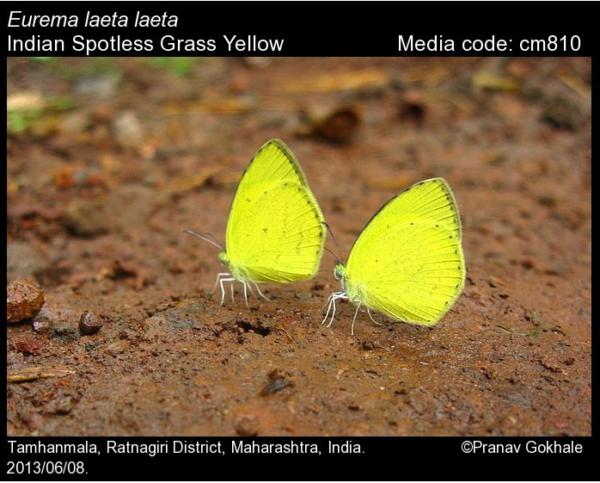 Eurema laeta laeta
Indian Spotless Grass Yellow Media code: cm810
Tamhanmala, Ratnagiri District, Maharashtra, India. ©Pranav Gokhale
2013/06/08.